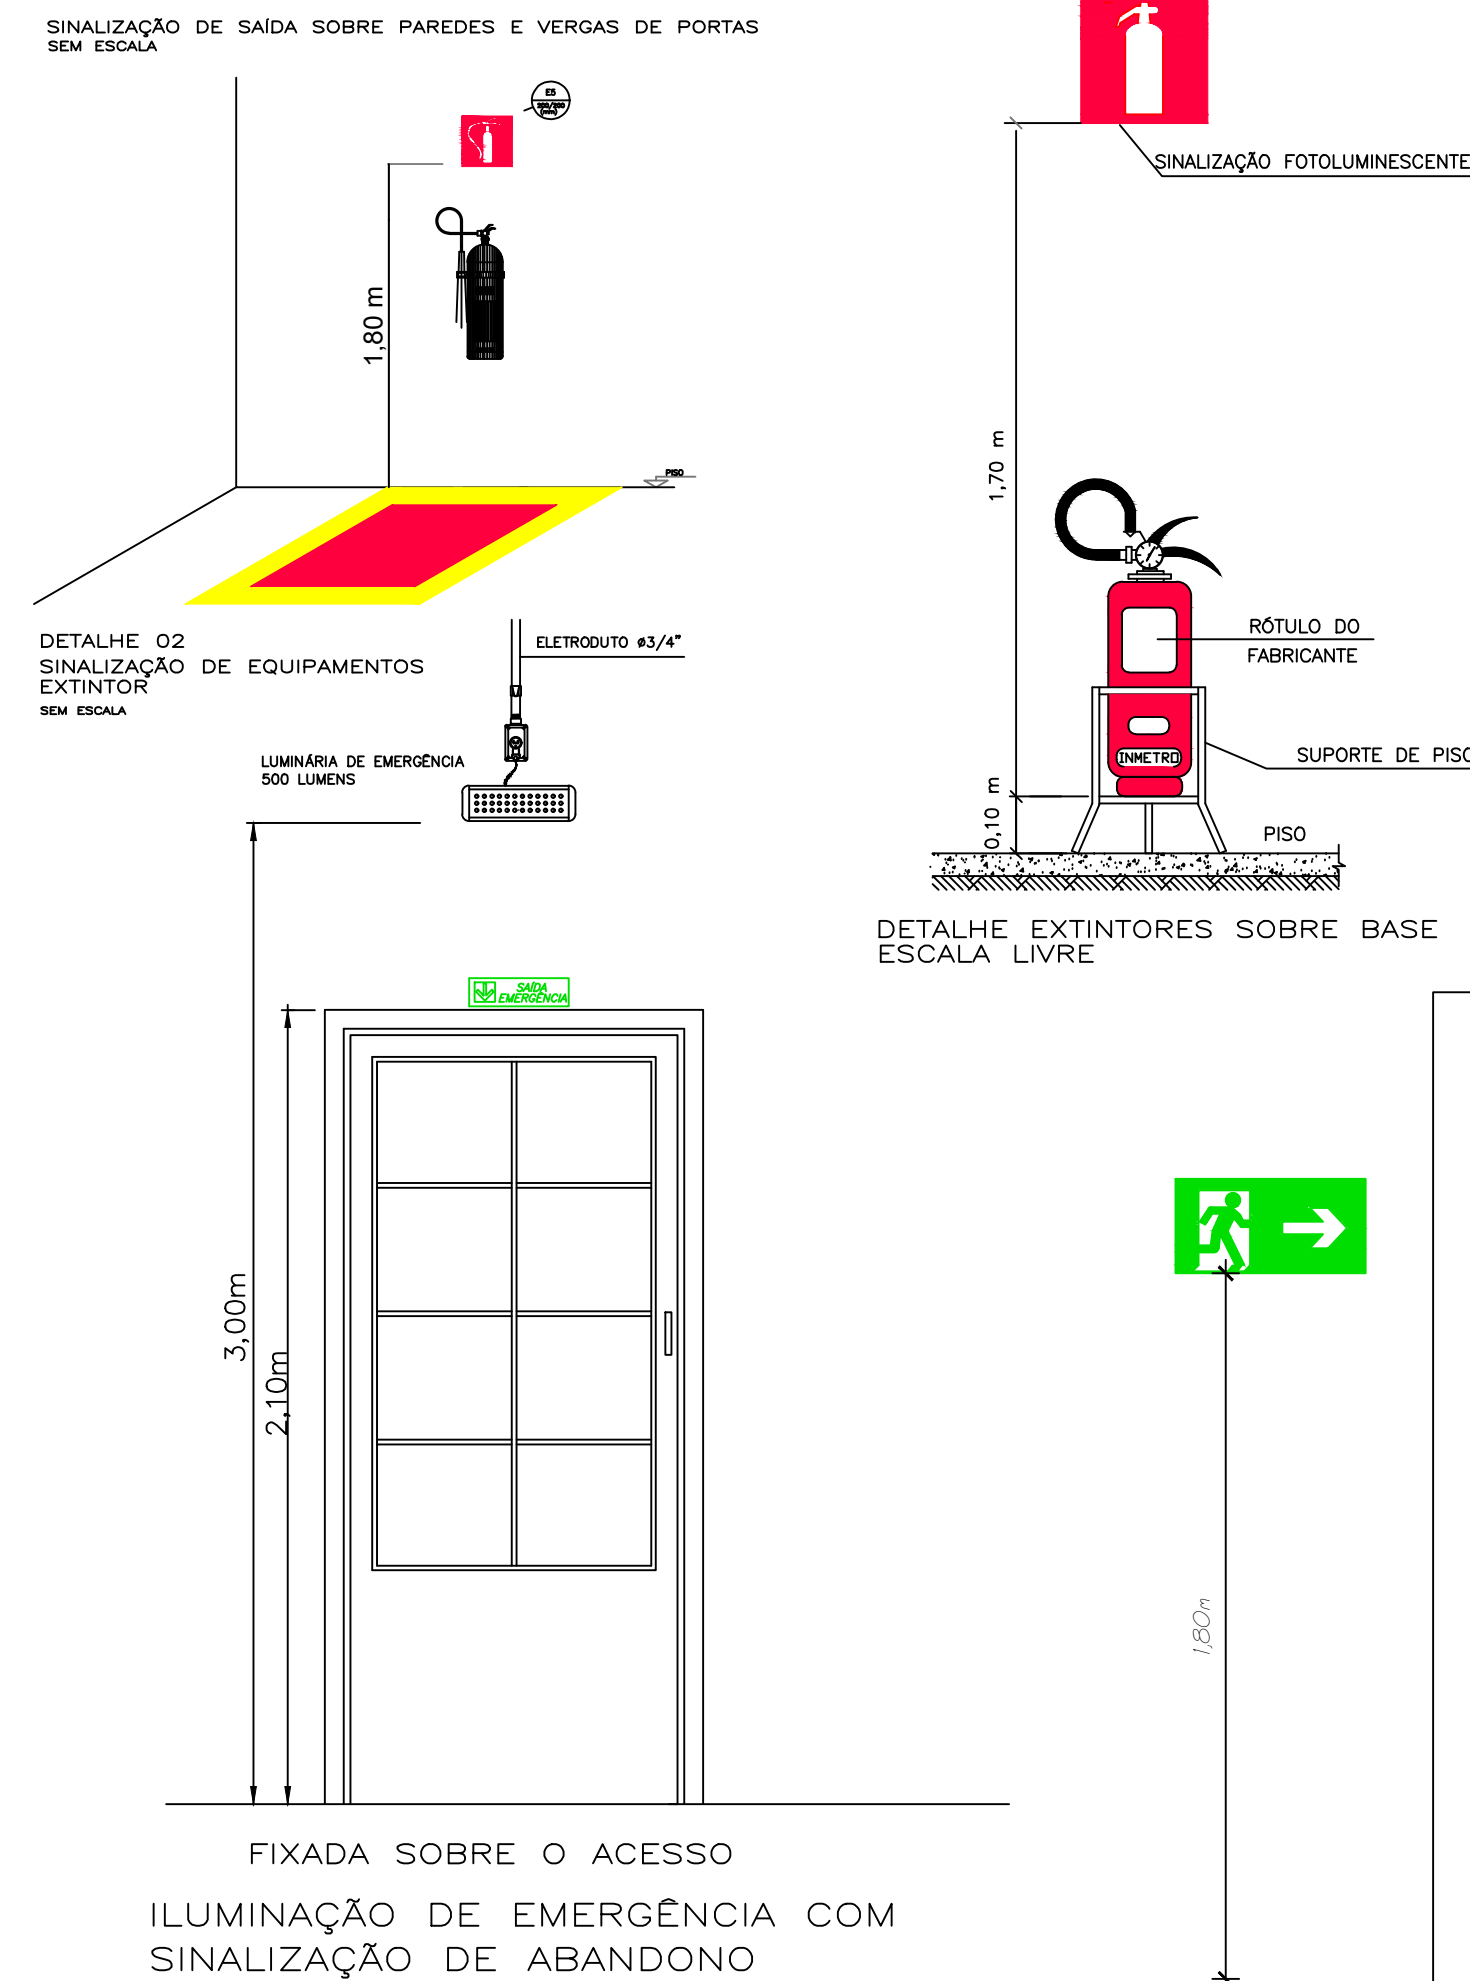 SINALIZAÇÃO DE SAÍDA SOBRE PAREDES E VERGAS DE PORTAS
SEM ESCALA
E5
200/200
(mm)
1,80 m
PISO
DETALHE 02
SINALIZAÇÃO DE EQUIPAMENTOS
EXTINTOR
SEM ESCALA
SINALIZAÇÃO FOTOLUMINESCENTE
1,70 m
RÓTULO DO
FABRICANTE
INMETRO
SUPORTE DE PISO
0,10 m
PISO
DETALHE EXTINTORES SOBRE BASE
ESCALA LIVRE
ELETRODUTO ø3/4"
LUMINÁRIA DE EMERGÊNCIA
500 LUMENS
SAÍDA
EMERGÊNCIA
3,00m
2,10m
FIXADA SOBRE O ACESSO
ILUMINAÇÃO DE EMERGÊNCIA COM
SINALIZAÇÃO DE ABANDONO
1,80m